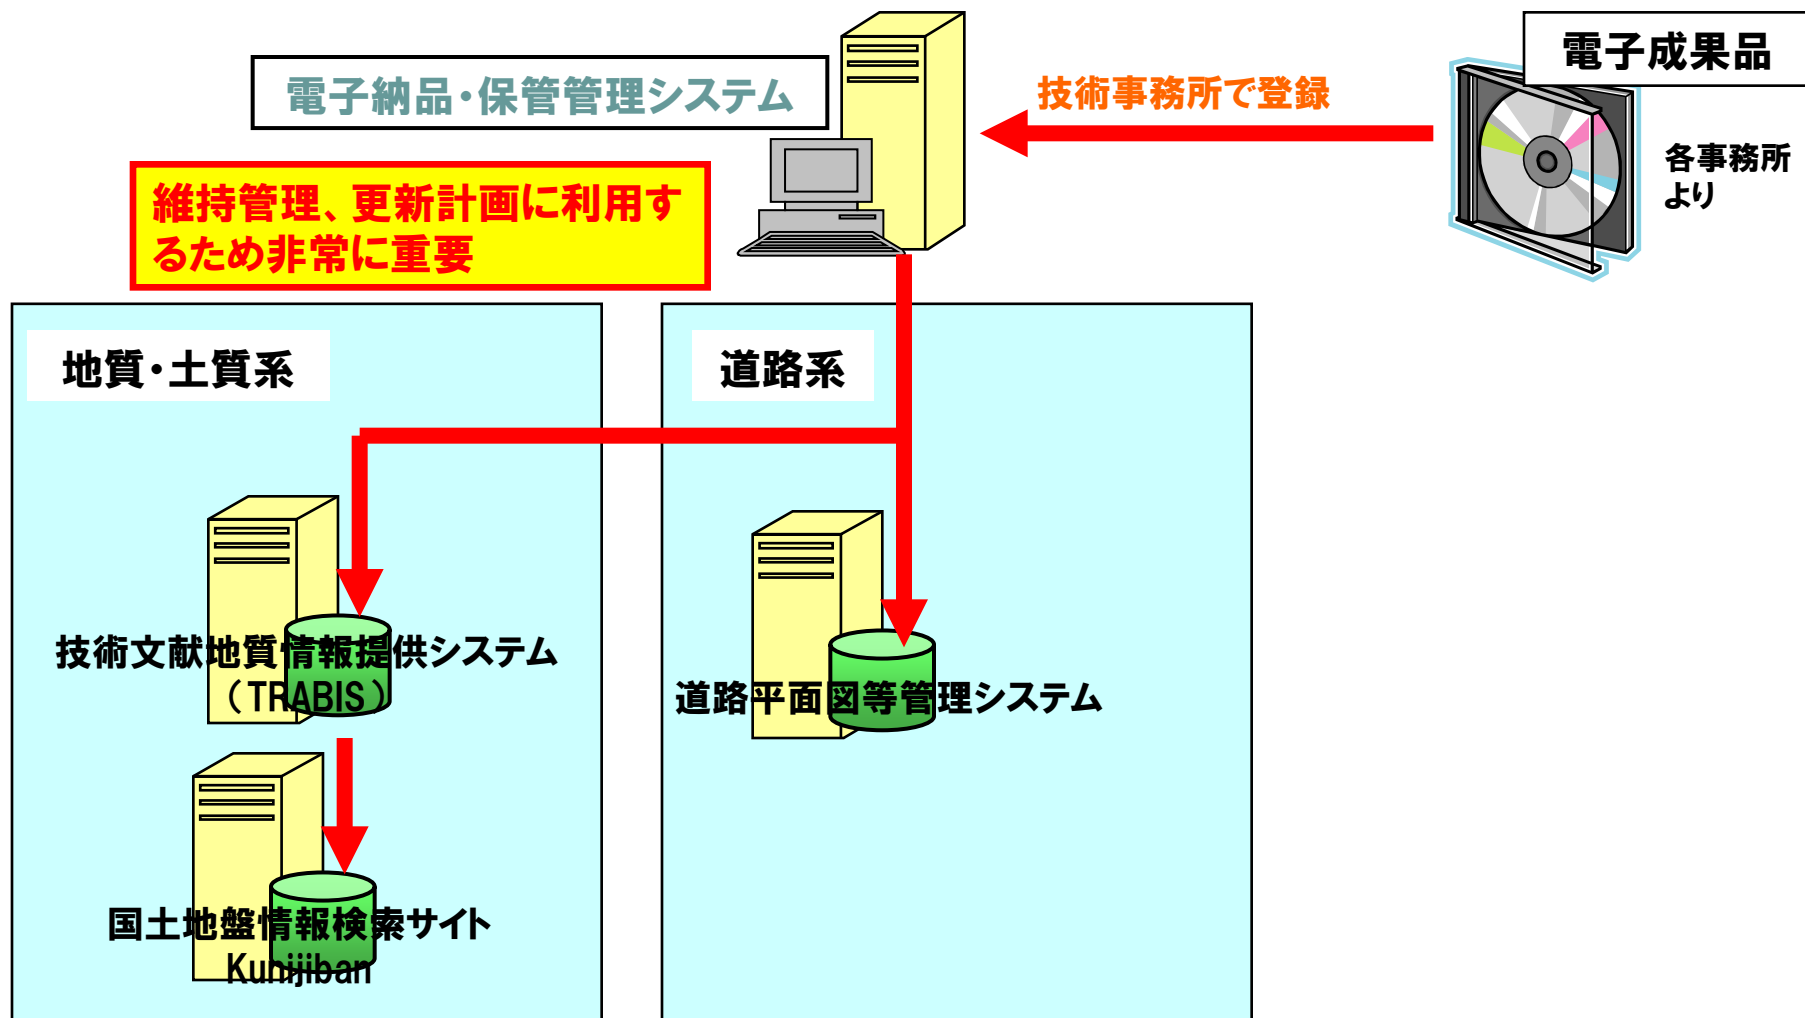 電子成果品
電子納品・保管管理システム
技術事務所で登録
各事務所
より
維持管理、更新計画に利用す
るため非常に重要
地質・土質系
道路系
技術文献地質情報提供システム
（TRABIS）
道路平面図等管理システム
国土地盤情報検索サイト
Kunijiban